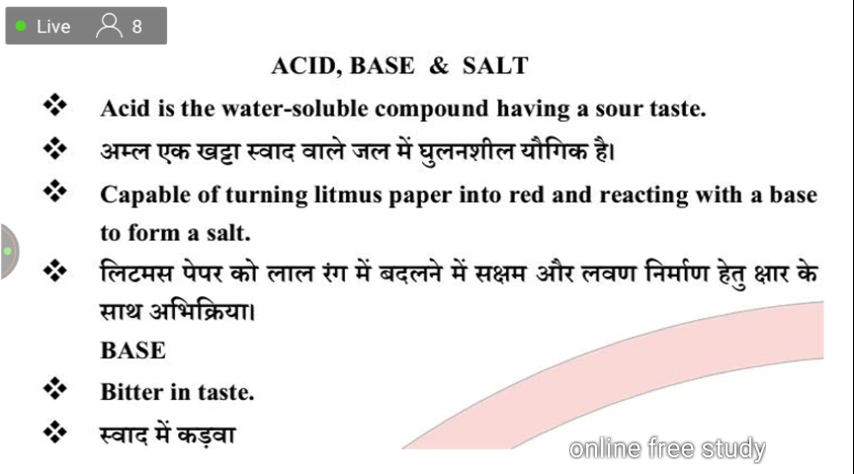 Live 8
ACID, BASE & SALT
❖ Acid is the water-soluble compound having a sour taste.
❖ अम्ल एक खट्टा स्वाद वाले जल में घुलनशील यौगिक है।
❖ Capable of turning litmus paper into red and reacting with a base
to form a salt.
❖ लिटमस पेपर को लाल रंग में बदलने में सक्षम और लवण निर्माण हेतु क्षार के
साथ अभिक्रिया।
BASE
❖ Bitter in taste.
❖ स्वाद में कड़वा
online free study